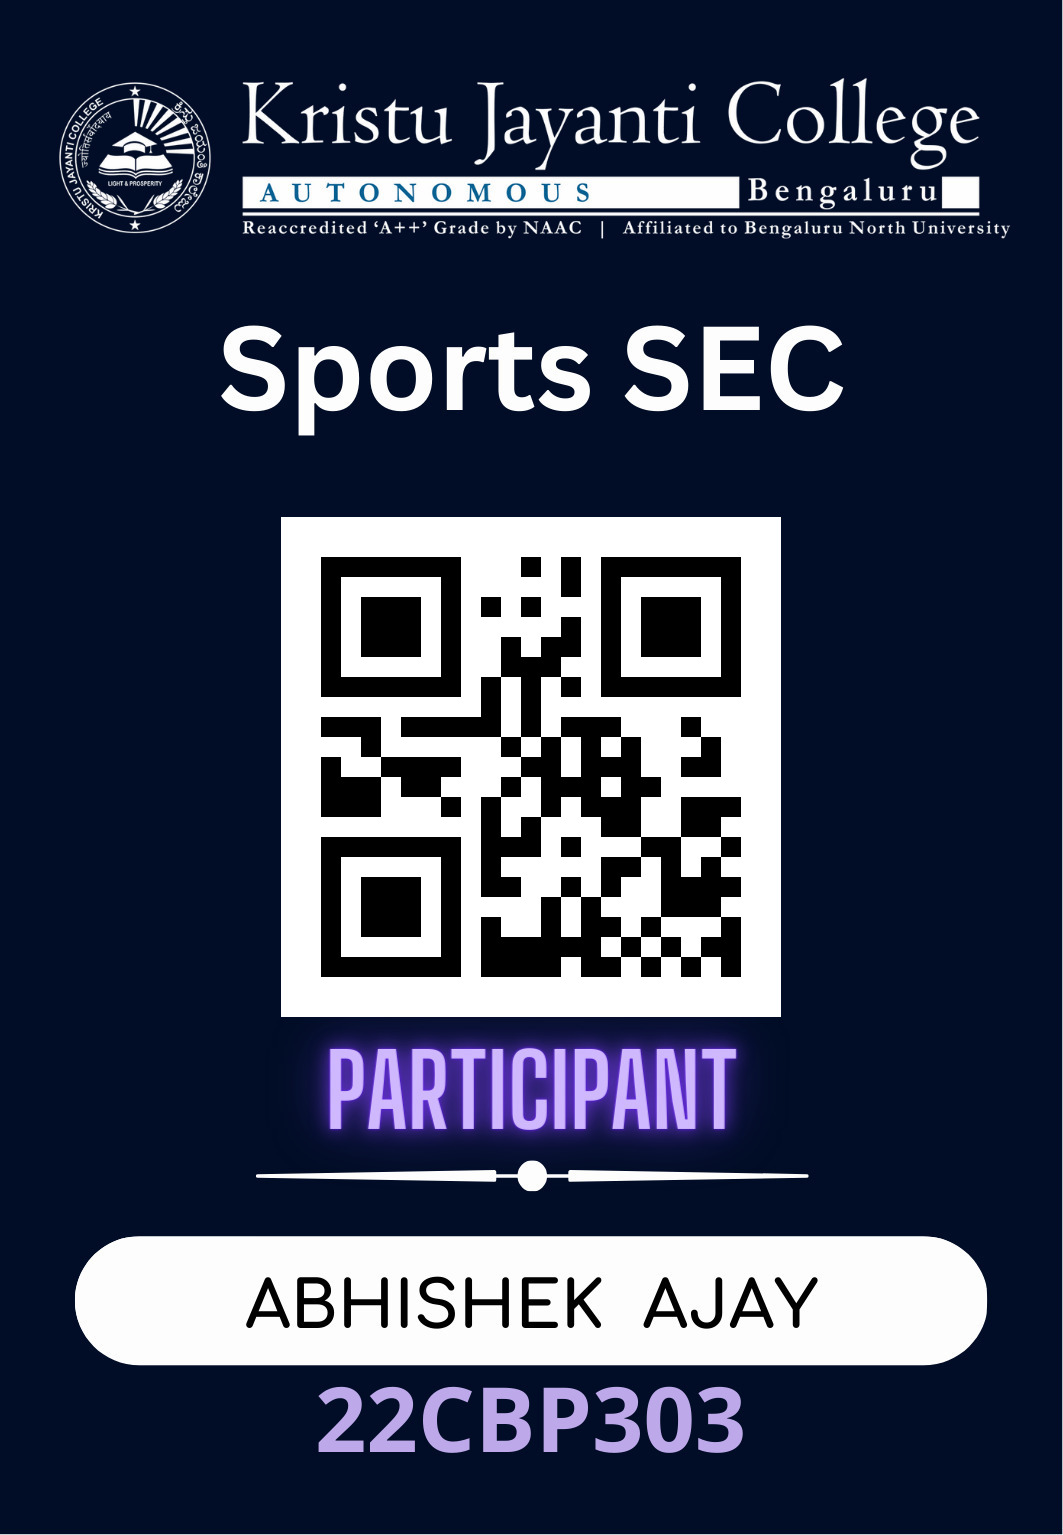 KRISTU JAYANTI COLLEGE
ಕ್ರಿಸ್ತು ಜಯಂತಿ ಕಾಲೇಜು
LIGHT & PROSPERITY
Kristu Jayanti College
AUTONOMOUS Bengaluru
Reaccredited ‘A++’ Grade by NAAC | Affiliated to Bengaluru North University
Sports SEC
PARTICIPANT
ABHISHEK AJAY
22CBP303